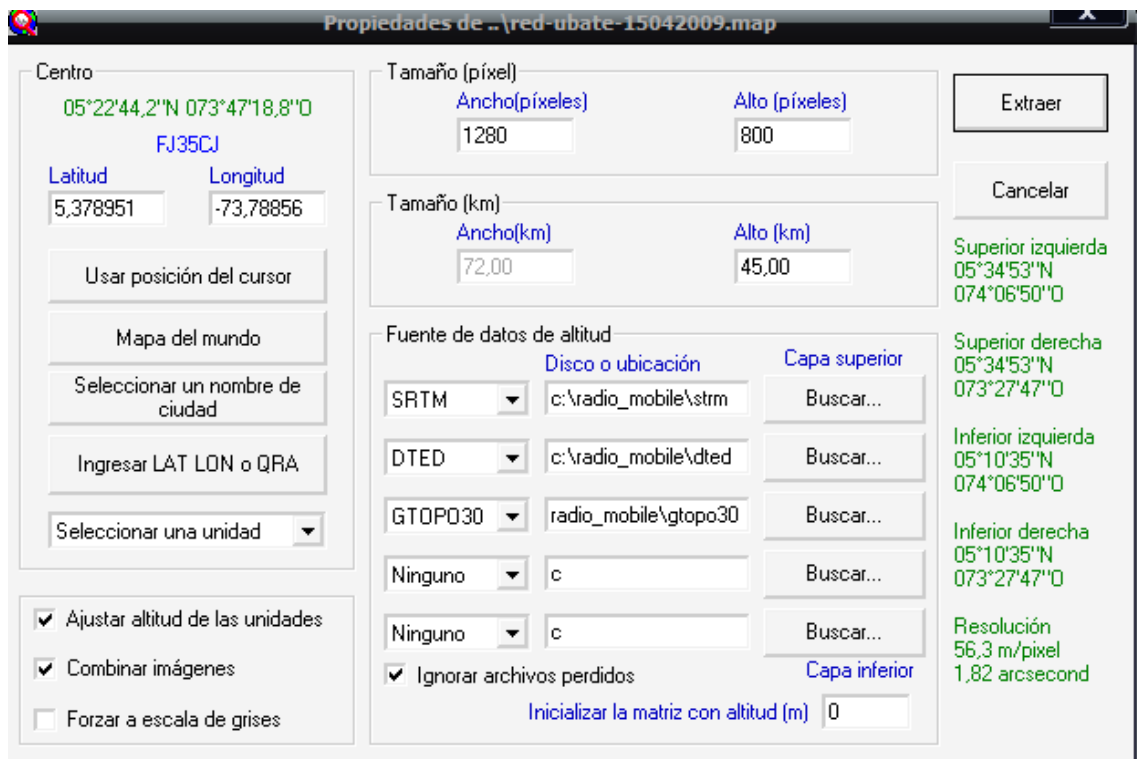 Propiedades de ..\red-ubate-15042009.map
X
Centro
05°22'44,2''N 073°47'18,8''O
FJ35CJ
Latitud Longitud
5,378951 -73,78856
Usar posición del cursor
Mapa del mundo
Seleccionar un nombre de
ciudad
Ingresar LAT LON o QRA
Seleccionar una unidad
Ajustar altitud de las unidades
Combinar imágenes
Forzar a escala de grises
Tamaño (píxel)
Ancho(píxeles) Alto (píxeles)
1280 800
Tamaño (km)
Ancho(km) Alto (km)
72,00 45,00
Fuente de datos de altitud
Disco o ubicación Capa superior
SRTM c:\radio_mobile\strm Buscar...
DTED c:\radio_mobile\dted Buscar...
GTOPO30 radio_mobile\gtopo30 Buscar...
Ninguno c Buscar...
Ninguno c Buscar...
Ignorar archivos perdidos Capa inferior
Inicializar la matriz con altitud (m) 0
Extraer
Cancelar
Superior izquierda
05°34'53''N
074°06'50''O
Superior derecha
05°34'53''N
073°27'47''O
Inferior izquierda
05°10'35''N
074°06'50''O
Inferior derecha
05°10'35''N
073°27'47''O
Resolución
56,3 m/pixel
1,82 arcsecond